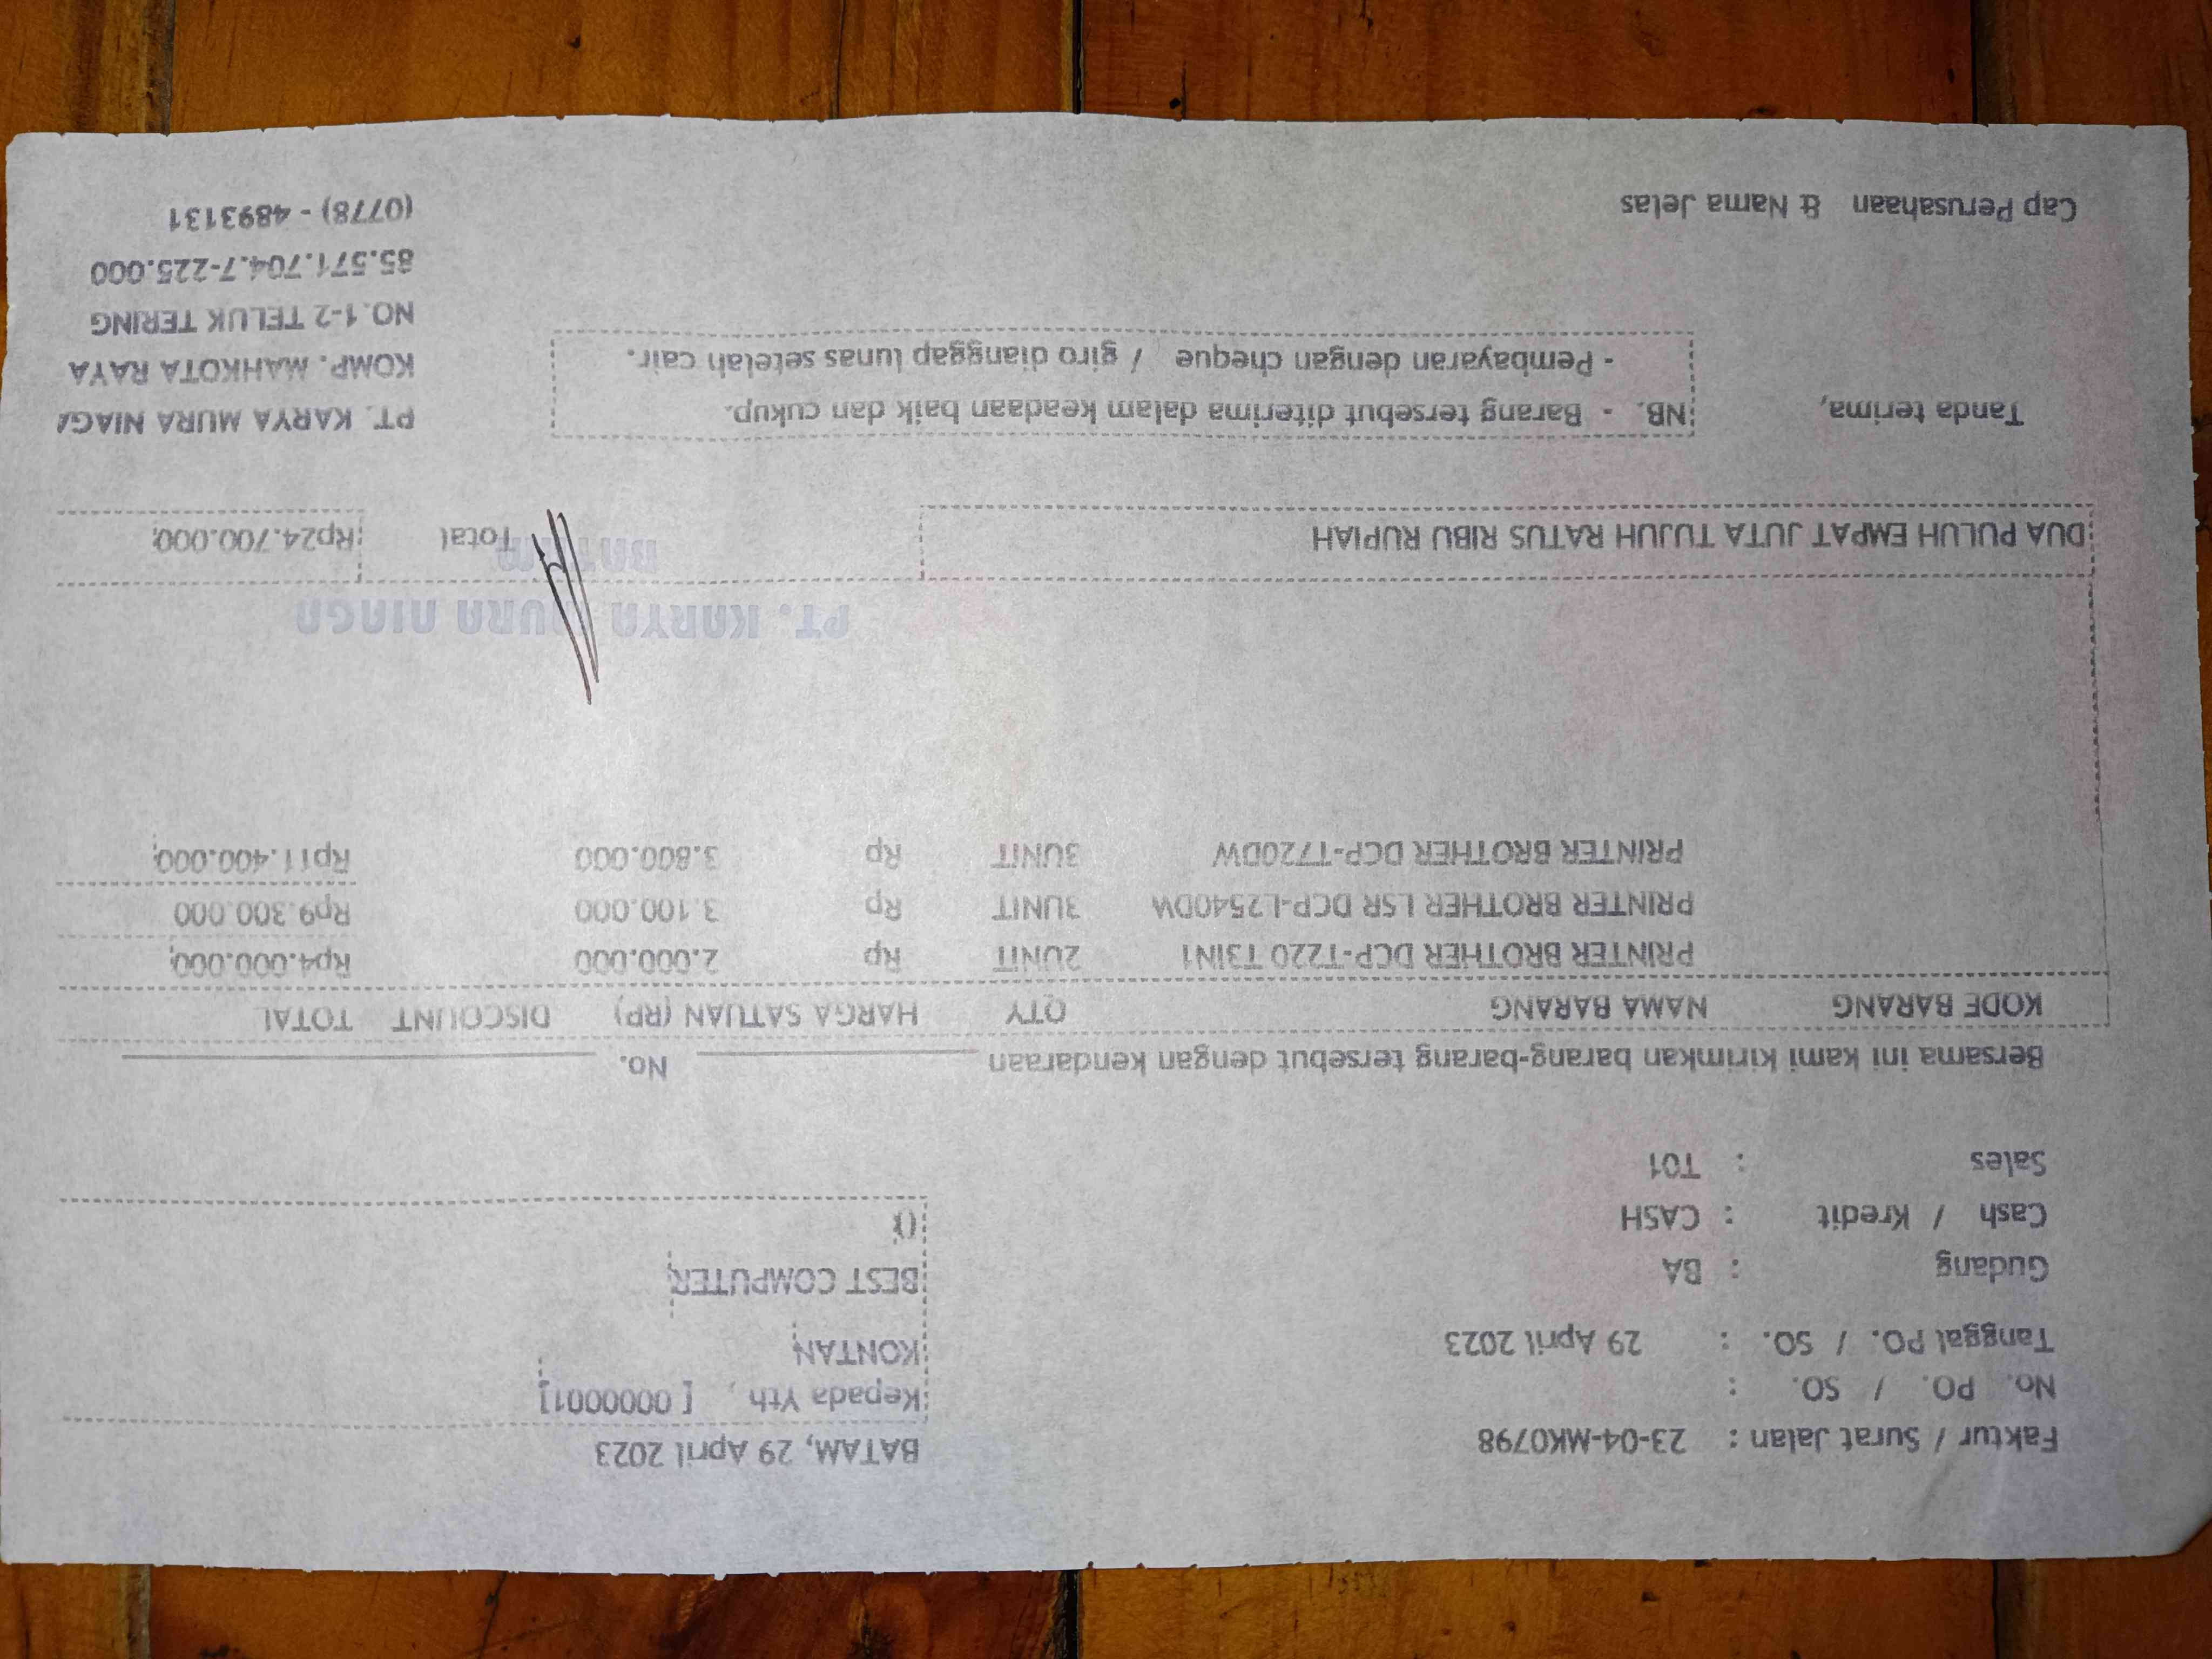 BATAM, 29 April 2023
Faktur / Surat Jalan : 23-04-MK0798
Kepada Yth , [ 0000001]
No. PO. / SO. :
KONTAN
Tanggal PO. / SO. : 29 April 2023
BEST COMPUTER
Gudang : BA
()
Cash / Kredit : CASH
Sales : T01
Bersama ini kami kirimkan barang-barang tersebut dengan kendaraan No.
KODE BARANG NAMA BARANG QTY HARGA SATUAN (RP) DISCOUNT TOTAL
PRINTER BROTHER DCP-T220 T3IN1 2UNIT Rp 2.000.000 Rp4.000.000,
PRINTER BROTHER LSR DCP-L2540DW 3UNIT Rp 3.100.000 Rp9.300.000
PRINTER BROTHER DCP-T720DW 3UNIT Rp 3.800.000 Rp11.400.000,
PT. KARYA MURA NIAGA
BATAM
DUA PULUH EMPAT JUTA TUJUH RATUS RIBU RUPIAH Total Rp24.700.000,
Tanda terima,
NB. - Barang tersebut diterima dalam keadaan baik dan cukup.
- Pembayaran dengan cheque / giro dianggap lunas setelah cair.
PT. KARYA MURA NIAGA
KOMP. MAHKOTA RAYA
NO.1-2 TELUK TERING
85.571.704.7-225.000
(0778) - 4893131
Cap Perusahaan & Nama Jelas